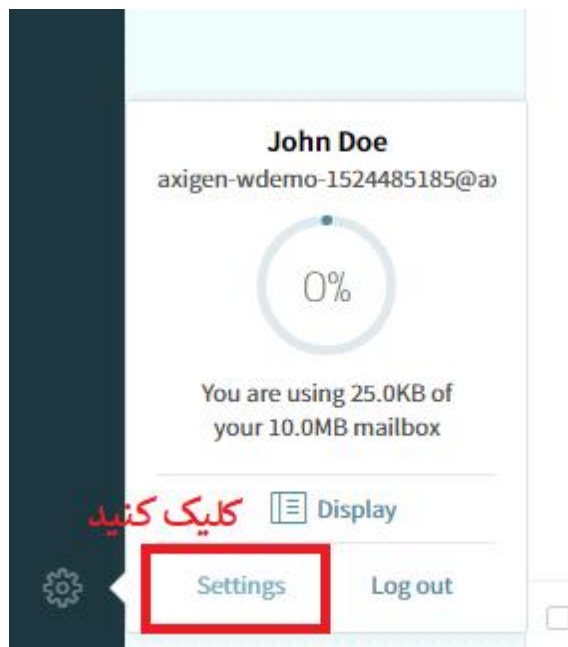 John Doe
axigen-wdemo-1524485185@ax
0%
You are using 25.0KB of
your 10.0MB mailbox
کلیک کنید
Display
Settings
Log out